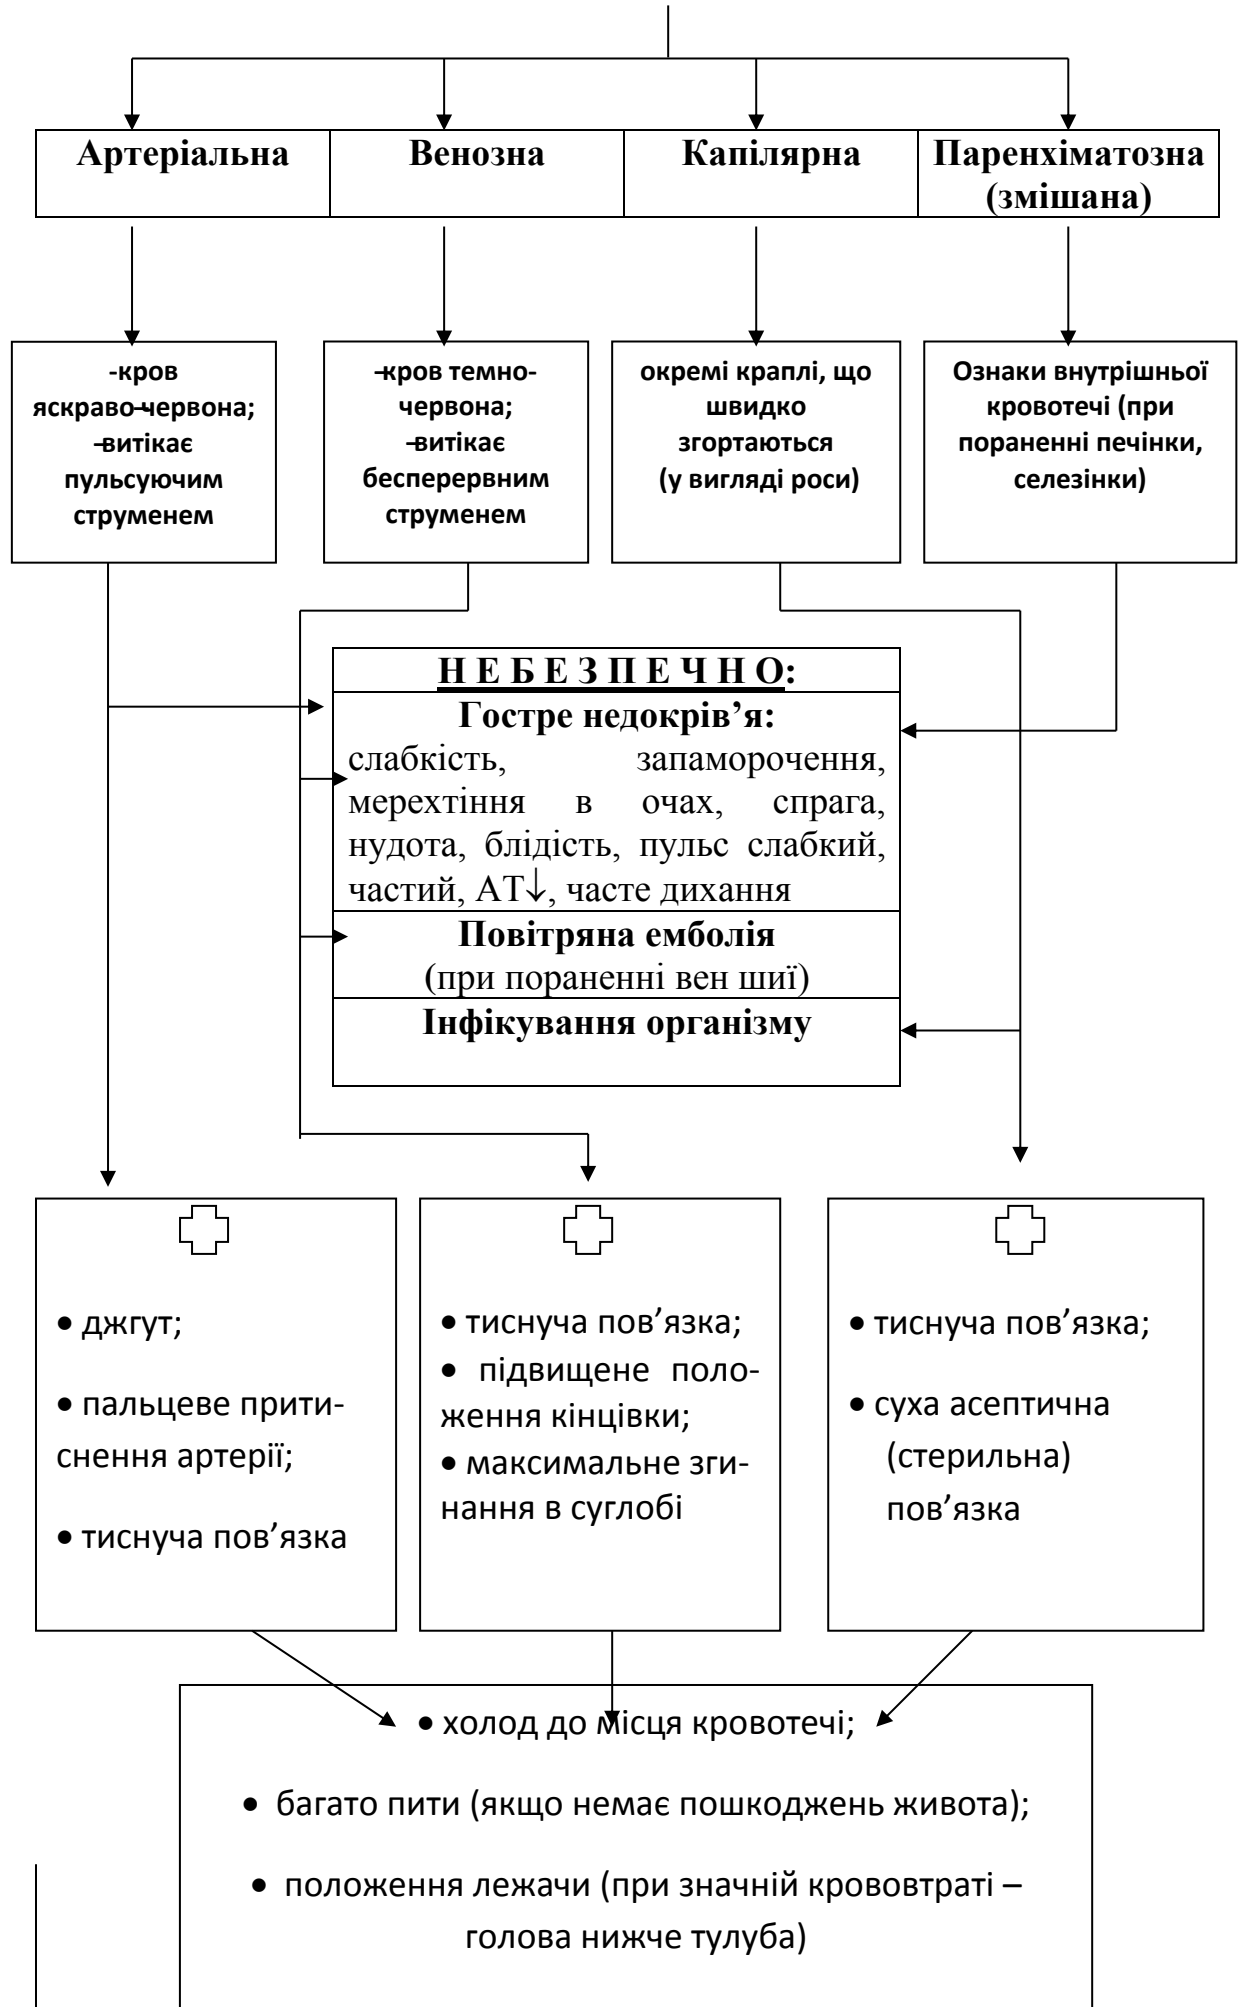 Артеріальна
Венозна
Капілярна
Паренхіматозна
(змішана)
-кров
яскраво-червона;
-витікає
пульсуючим
струменем
-кров темно-
червона;
-витікає
бесперервним
струменем
окремі краплі, що
швидко
згортаються
(у вигляді роси)
Ознаки внутрішньої
кровотечі (при
пораненні печінки,
селезінки)
Н Е Б Е З П Е Ч Н О:
Гостре недокрів’я:
слабкість, запаморочення,
мерехтіння в очах, спрага,
нудота, блідість, пульс слабкий,
частий, АТ↓, часте дихання
Повітряна емболія
(при пораненні вен шиї)
Інфікування організму
• джгут;
• пальцеве прити-
снення артерії;
• тиснуча пов’язка
• тиснуча пов’язка;
• підвищене поло-
ження кінцівки;
• максимальне зги-
нання в суглобі
• тиснуча пов’язка;
• суха асептична
(стерильна)
пов’язка
• холод до місця кровотечі;
• багато пити (якщо немає пошкоджень живота);
• положення лежачи (при значній крововтраті –
голова нижче тулуба)